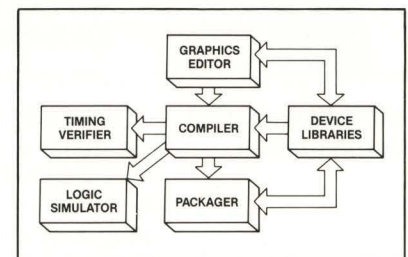 GRAPHICS
EDITOR
TIMING
VERIFIER
COMPILER
DEVICE
LIBRARIES
LOGIC
SIMULATOR
PACKAGER